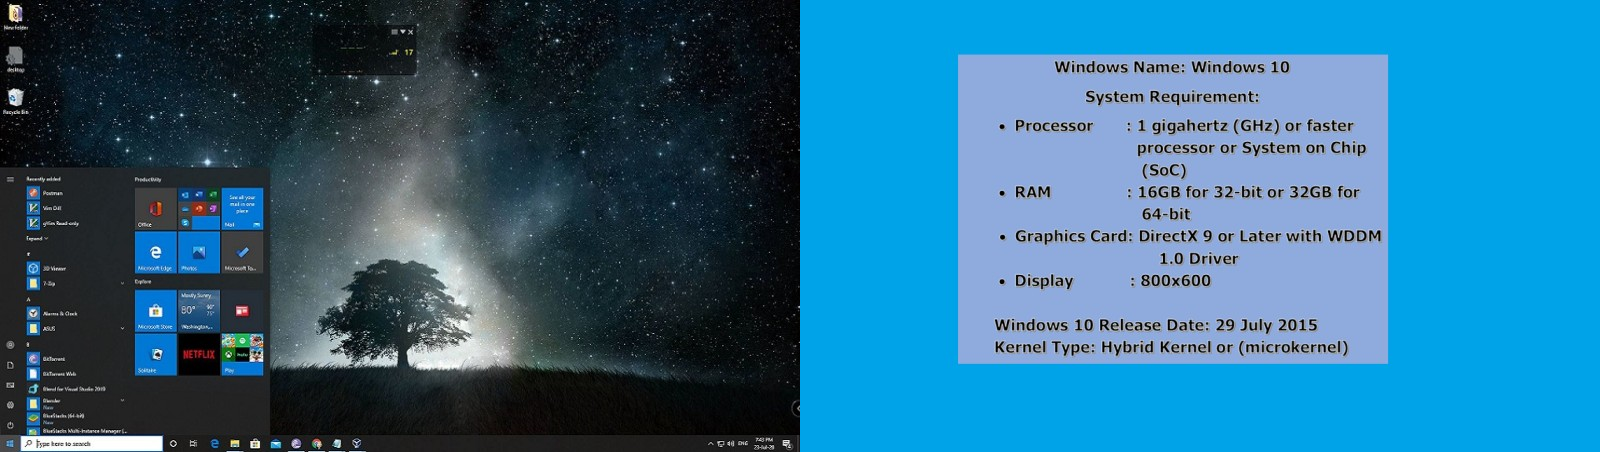 New folder
desktop
Recycle Bin
17
Recently added
Postman
Vim Diff
gVim Read-only
Expand
#
3D Viewer
7-Zip
A
Alarms & Clock
ASUS
B
BitTorrent
BitTorrent Web
Blend for Visual Studio 2019
Blender
New
BlueStacks (64-bit)
New
BlueStacks Multi-Instance Manager (...
Productivity
Office
See all your
mail in one
place
Mail
Microsoft Edge
Photos
Microsoft To...
Explore
Microsoft Store
Mostly Sunny
80°
90°
Washington,...
Solitaire
NETFLIX
Play
Type here to search
ENG
7:43 PM
Windows Name: Windows 10
System Requirement:
• Processor : 1 gigahertz (GHz) or faster
processor or System on Chip
(SoC)
• RAM : 16GB for 32-bit or 32GB for
64-bit
• Graphics Card: DirectX 9 or Later with WDDM
1.0 Driver
• Display : 800x600
Windows 10 Release Date: 29 July 2015
Kernel Type: Hybrid Kernel or (microkernel)